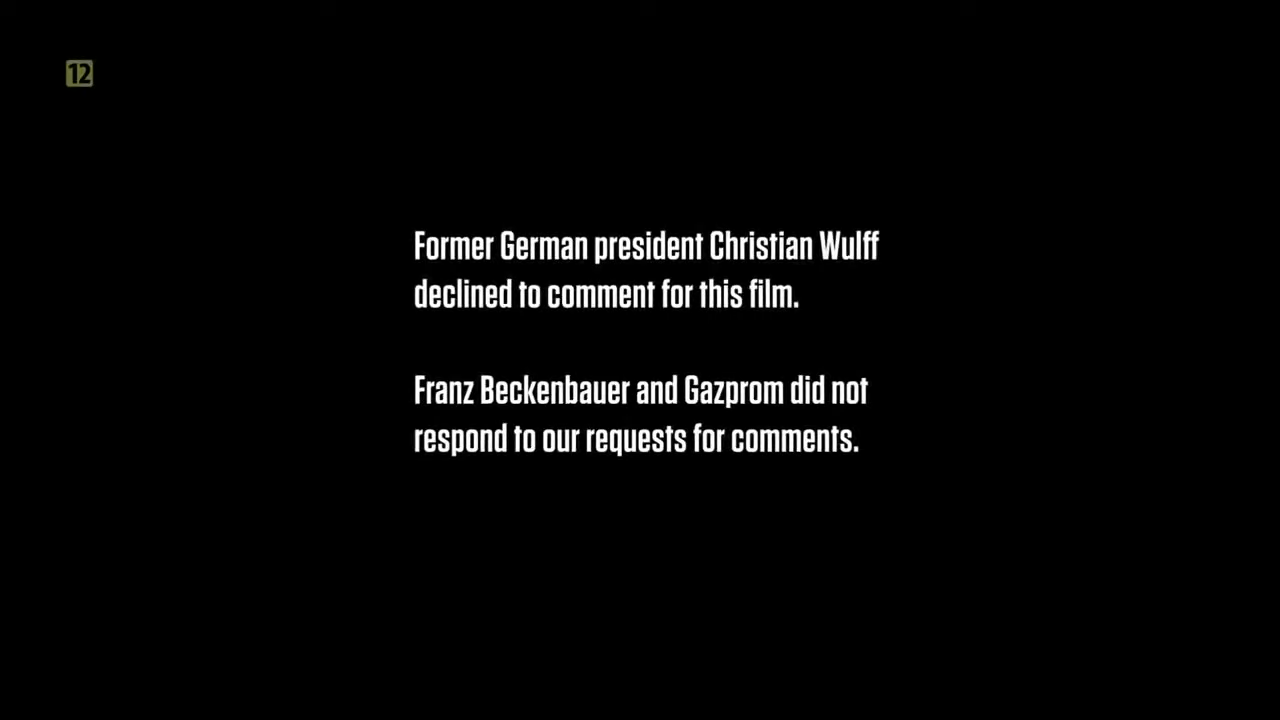 12
Former German president Christian Wulff
declined to comment for this film.
Franz Beckenbauer and Gazprom did not
respond to our requests for comments.